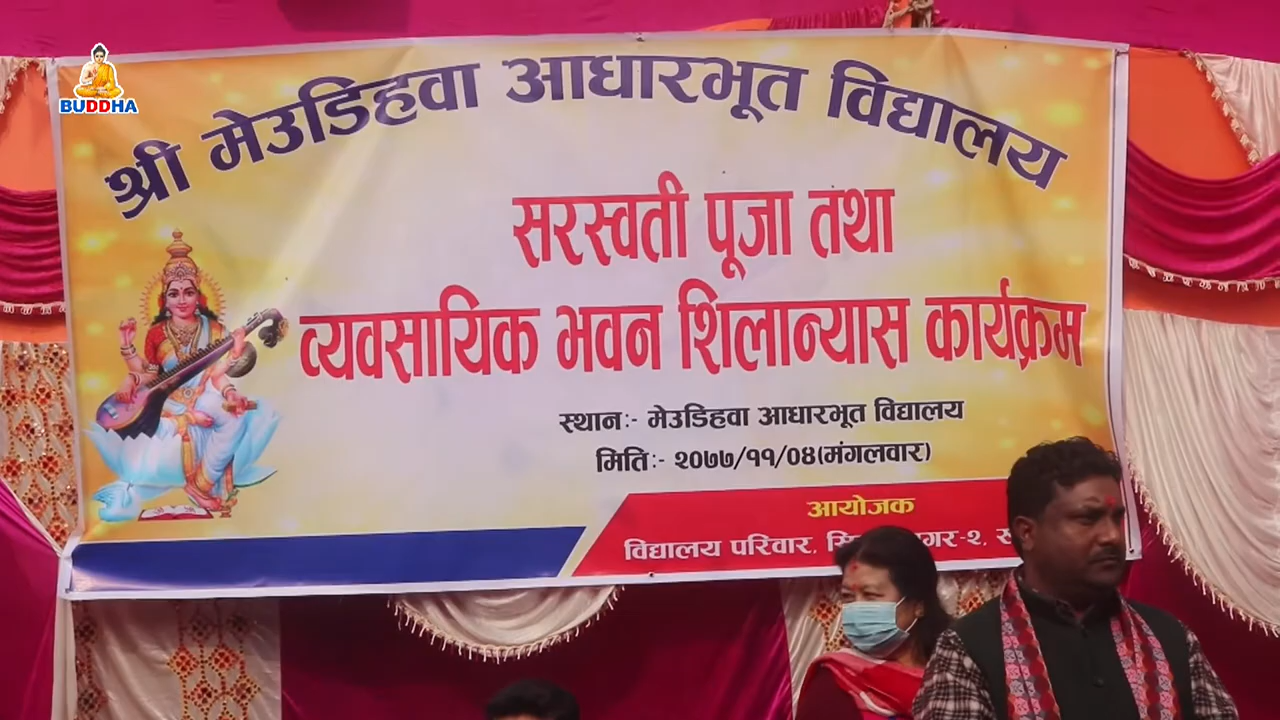 BUDDHA
श्री मेउडिहवा आधारभूत विद्यालय
सरस्वती पूजा तथा
व्यवसायिक भवन शिलान्यास कार्यक्रम
स्थान:- मेउडिहवा आधारभूत विद्यालय
मिति:- २०७७/११/०४(मंगलवार)
आयोजक
विद्यालय परिवार,